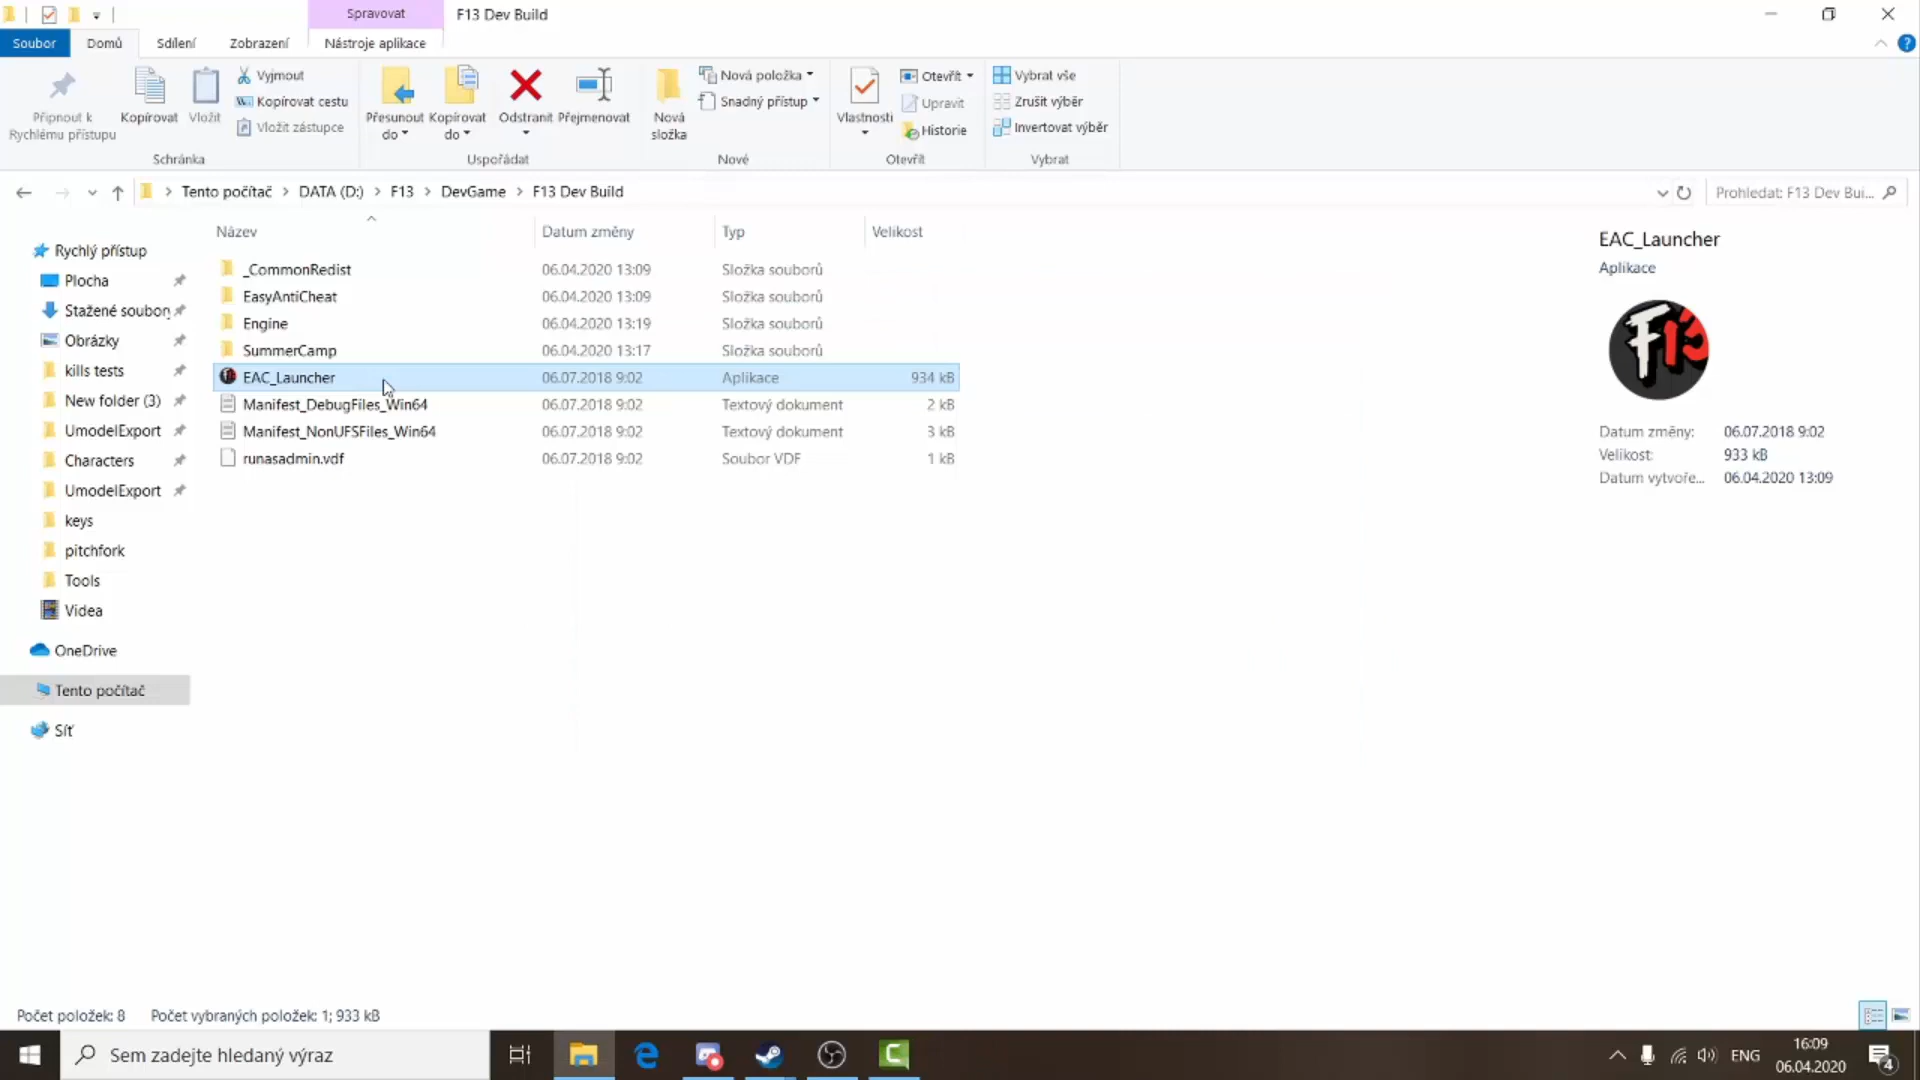 Spravovat
F13 Dev Build
Soubor
Domů
Sdílení
Zobrazení
Nástroje aplikace
Připnout k
Rychlému přístupu
Kopírovat
Vložit
Vyjmout
Kopírovat cestu
Vložit zástupce
Schránka
Přesunout
do
Kopírovat
do
Odstranit
Přejmenovat
Uspořádat
Nová
složka
Nová položka
Snadný přístup
Nové
Vlastnosti
Otevřít
Upravit
Historie
Otevřít
Vybrat vše
Zrušit výběr
Invertovat výběr
Vybrat
Tento počítač > DATA (D:) > F13 > DevGame > F13 Dev Build
Prohledat: F13 Dev Bui...
Název Datum změny Typ Velikost
_CommonRedist 06.04.2020 13:09 Složka souborů
EasyAntiCheat 06.04.2020 13:09 Složka souborů
Engine 06.04.2020 13:19 Složka souborů
SummerCamp 06.04.2020 13:17 Složka souborů
EAC_Launcher 06.07.2018 9:02 Aplikace 934 kB
Manifest_DebugFiles_Win64 06.07.2018 9:02 Textový dokument 2 kB
Manifest_NonUFSFiles_Win64 06.07.2018 9:02 Textový dokument 3 kB
runasadmin.vdf 06.07.2018 9:02 Soubor VDF 1 kB
Rychlý přístup
Plocha
Stažené soubory
Obrázky
kills tests
New folder (3)
UmodelExport
Characters
UmodelExport
keys
pitchfork
Tools
Videa
OneDrive
Tento počítač
Síť
EAC_Launcher
Aplikace
F13
Datum změny: 06.07.2018 9:02
Velikost: 933 kB
Datum vytvoře... 06.04.2020 13:09
Počet položek: 8 Počet vybraných položek: 1; 933 kB
Sem zadejte hledaný výraz
ENG
16:09
06.04.2020
4